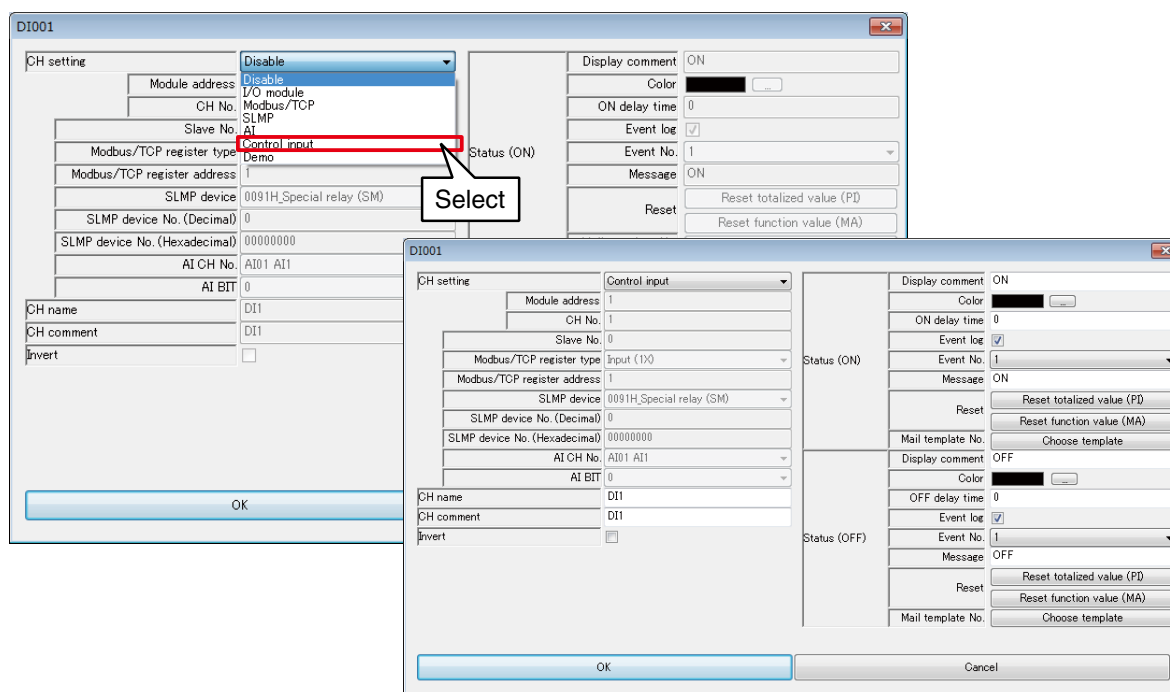 DI001
CH setting Disable
Disable
I/O module
Modbus/TCP
SLMP
AI
Control input
Demo
Module address
CH No.
Slave No.
Modbus/TCP register type
Modbus/TCP register address 1
SLMP device 0091H_Special relay (SM)
SLMP device No. (Decimal) 0
SLMP device No. (Hexadecimal) 00000000
AI CH No. AI01 AI1
AI BIT 0
CH name DI1
CH comment DI1
Invert
OK
Select
Status (ON)
Display comment ON
Color ...
ON delay time 0
Event log
Event No. 1
Message ON
Reset Reset totalized value (PI)
Reset function value (MA)
DI001
CH setting Control input
Module address 1
CH No. 1
Slave No. 0
Modbus/TCP register type Input (1X)
Modbus/TCP register address 1
SLMP device 0091H_Special relay (SM)
SLMP device No. (Decimal) 0
SLMP device No. (Hexadecimal) 00000000
AI CH No. AI01 AI1
AI BIT 0
CH name DI1
CH comment DI1
Invert
Status (ON)
Display comment ON
Color ...
ON delay time 0
Event log
Event No. 1
Message ON
Reset Reset totalized value (PI)
Reset function value (MA)
Mail template No. Choose template
Status (OFF)
Display comment OFF
Color ...
OFF delay time 0
Event log
Event No. 1
Message OFF
Reset Reset totalized value (PI)
Reset function value (MA)
Mail template No. Choose template
OK Cancel